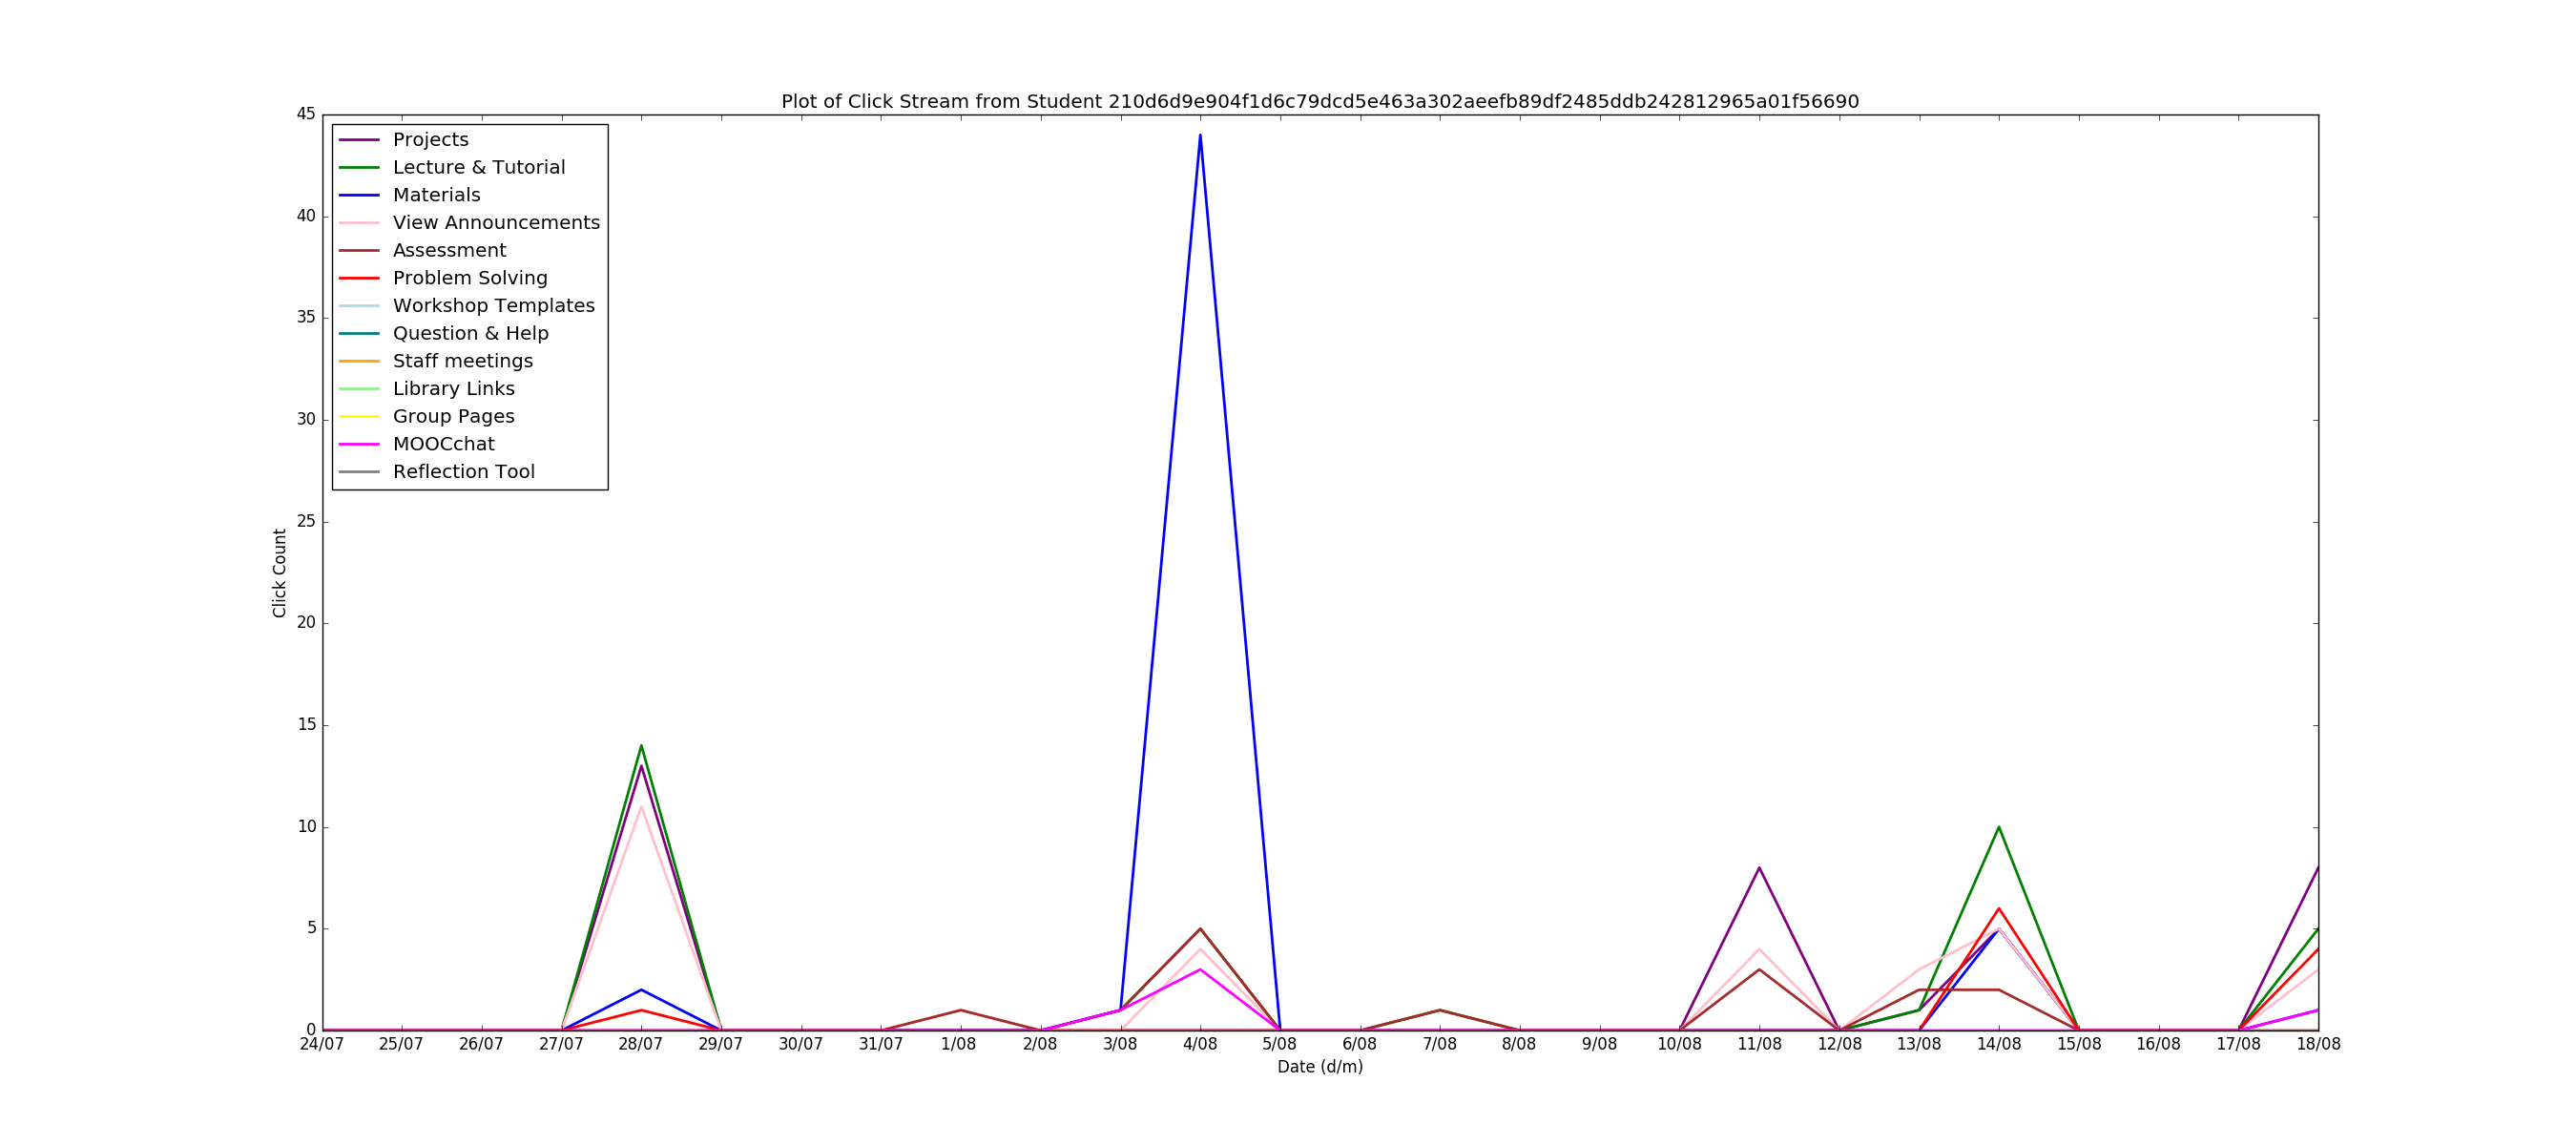 Plot of Click Stream from Student 210d6d9e904f1d6c79dcd5e463a302aeefb89df2485ddb242812965a01f56690
45
40
35
30
25
20
15
10
5
0
Click Count
Projects
Lecture & Tutorial
Materials
View Announcements
Assessment
Problem Solving
Workshop Templates
Question & Help
Staff meetings
Library Links
Group Pages
MOOCchat
Reflection Tool
24/07 25/07 26/07 27/07 28/07 29/07 30/07 31/07 1/08 2/08 3/08 4/08 5/08 6/08 7/08 8/08 9/08 10/08 11/08 12/08 13/08 14/08 15/08 16/08 17/08 18/08
Date (d/m)